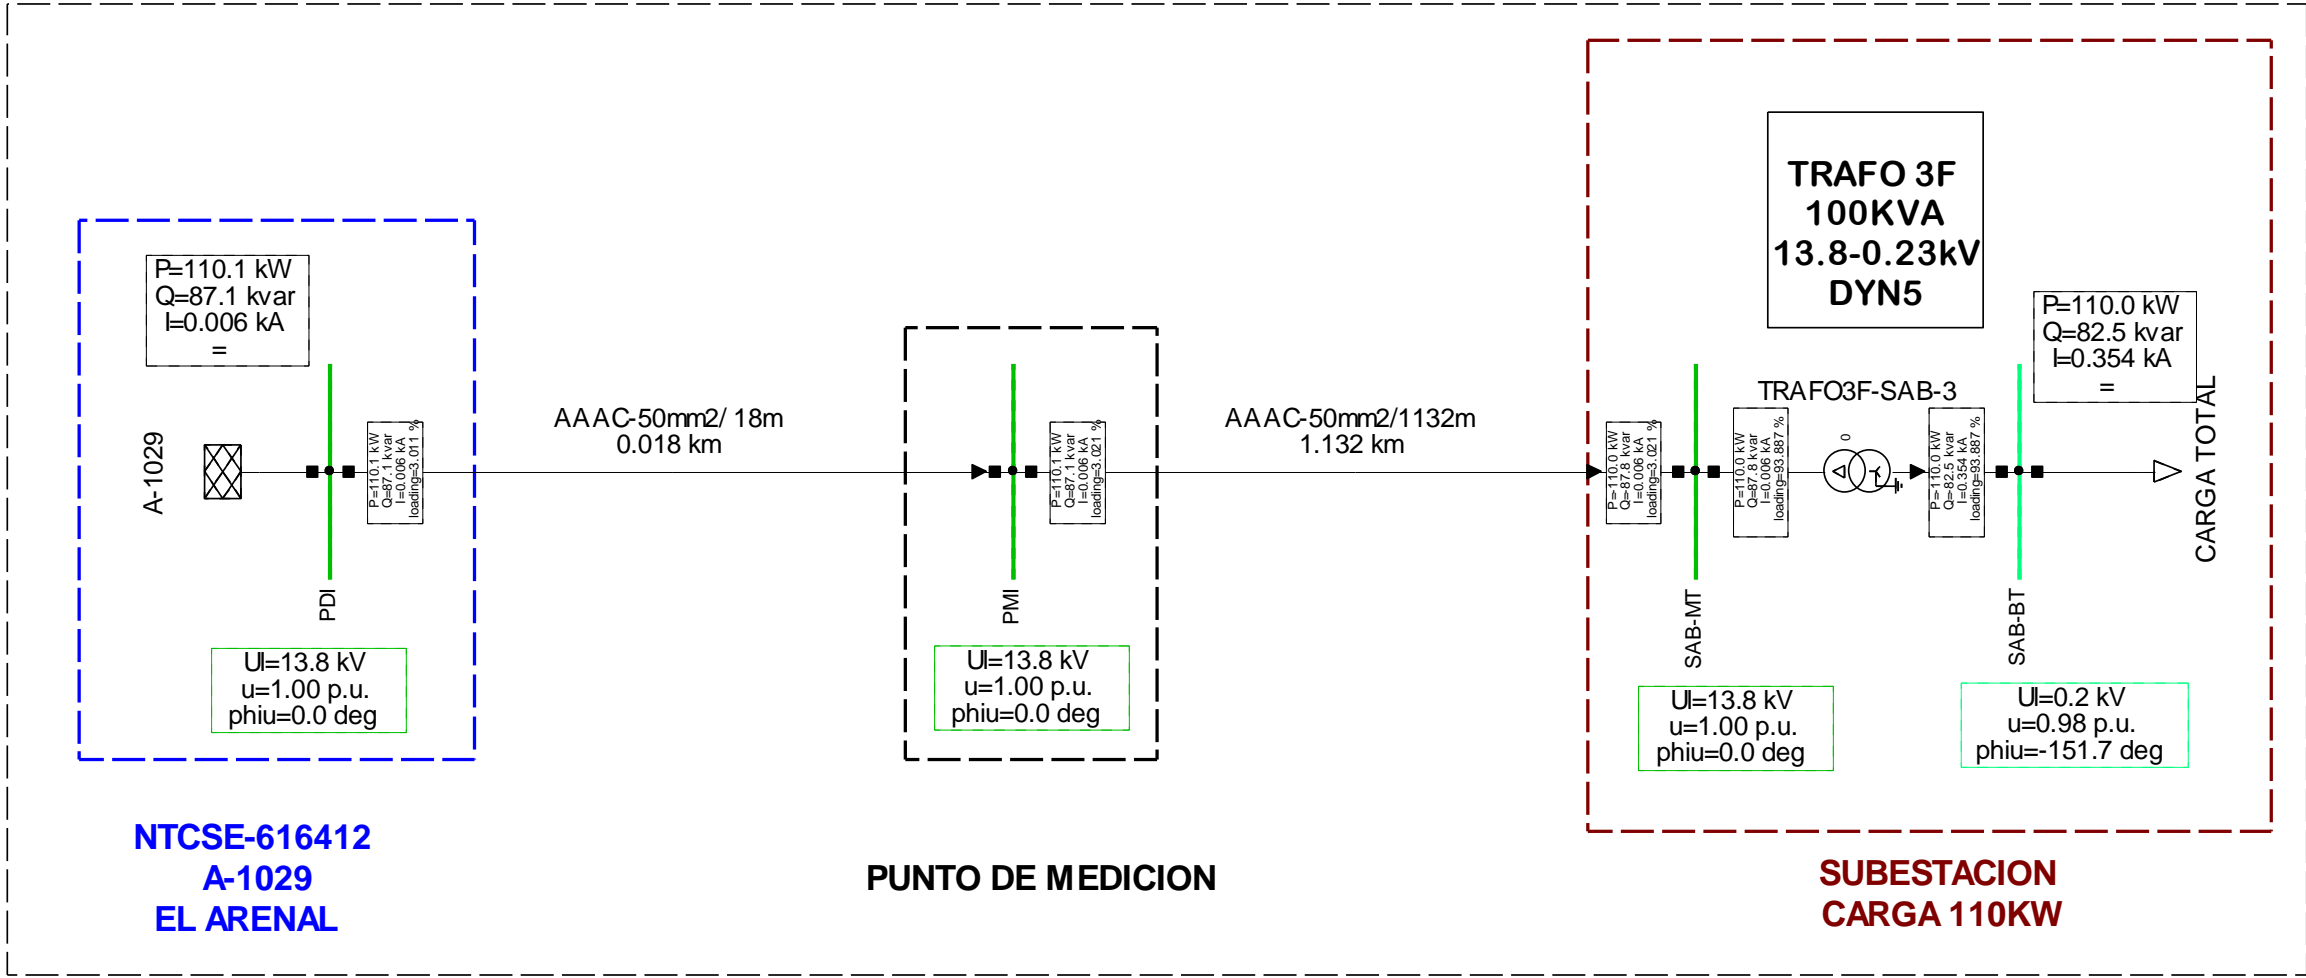 P=110.1 kW
Q=87.1 kvar
I=0.006 kA
=
A-1029
P=110.1 kW
Q=87.1 kvar
I=0.006 kA
loading=3.011 %
PDI
Ul=13.8 kV
u=1.00 p.u.
phiu=0.0 deg
NTCSE-616412
A-1029
EL ARENAL
AAAC-50mm2/ 18m
0.018 km
P=110.1 kW
Q=87.1 kvar
I=0.006 kA
loading=3.021 %
PMI
Ul=13.8 kV
u=1.00 p.u.
phiu=0.0 deg
PUNTO DE MEDICION
AAAC-50mm2/1132m
1.132 km
TRAFO 3F
100KVA
13.8-0.23kV
DYN5
P=110.0 kW
Q=82.5 kvar
I=0.354 kA
=
TRAFO3F-SAB-3
P=-110.0 kW
Q=-87.8 kvar
I=0.006 kA
loading=3.021 %
P=110.0 kW
Q=87.8 kvar
I=0.006 kA
loading=93.887 %
0
P=-110.0 kW
Q=-82.5 kvar
I=0.354 kA
loading=93.887 %
CARGA TOTAL
SAB-MT
SAB-BT
Ul=13.8 kV
u=1.00 p.u.
phiu=0.0 deg
Ul=0.2 kV
u=0.98 p.u.
phiu=-151.7 deg
SUBESTACION
CARGA 110KW